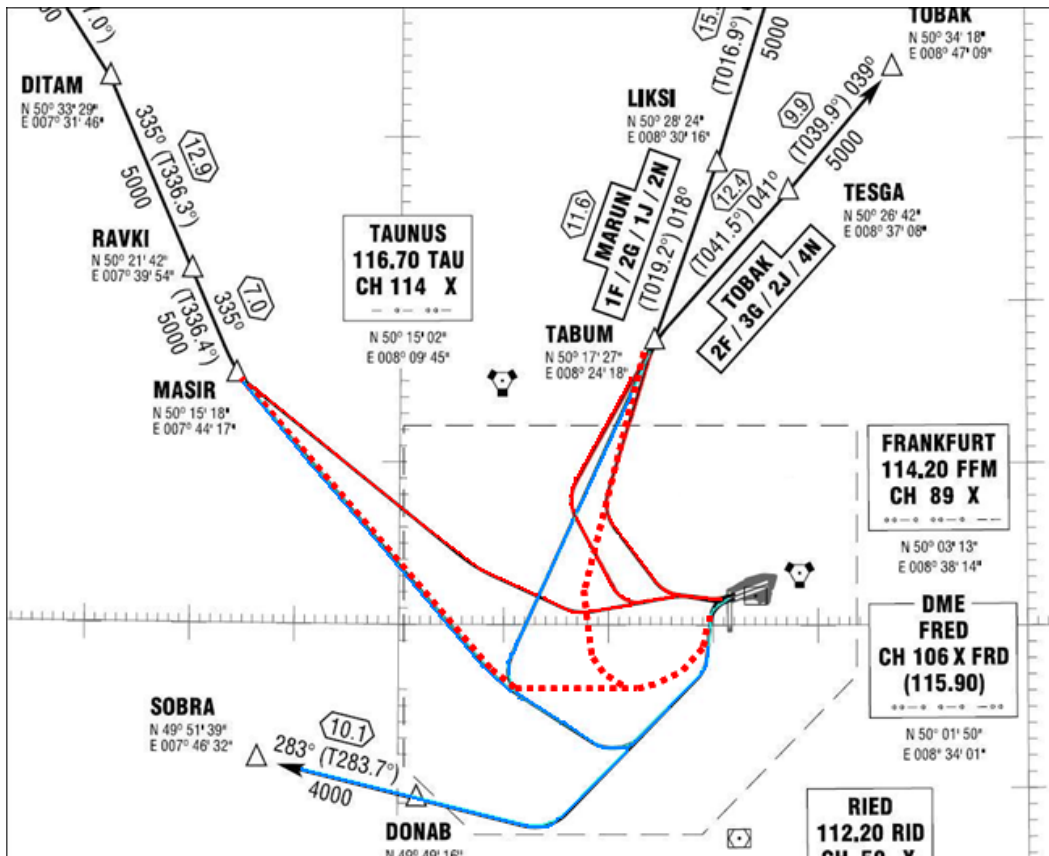 7.0°)
DITAM
N 50° 33' 29"
E 007° 31' 46"
335° (T336.3°)
12.9
5000
RAVKI
N 50° 21' 42"
E 007° 39' 54"
335°
(T336.4°)
7.0
5000
MASIR
N 50° 15' 18"
E 007° 44' 17"
TAUNUS
116.70 TAU
CH 114 X
N 50° 15' 02"
E 008° 09' 45"
(T016.9°)
5000
LIKSI
N 50° 28' 24"
E 008° 30' 16"
11.6
MARUN
1F / 2G / 1J / 2N
(T019.2°) 018°
12.4
(T041.5°) 041°
TABUM
N 50° 17' 27"
E 008° 24' 18"
TOBAK
2F / 3G / 2J / 4N
TOBAK
N 50° 34' 18"
E 008° 47' 09"
9.9
(T039.9°) 039°
5000
TESGA
N 50° 26' 42"
E 008° 37' 08"
FRANKFURT
114.20 FFM
CH 89 X
N 50° 03' 13"
E 008° 38' 14"
DME
FRED
CH 106 X FRD
(115.90)
N 50° 01' 50"
E 008° 34' 01"
SOBRA
N 49° 51' 39"
E 007° 46' 32"
10.1
283° (T283.7°)
4000
DONAB
N 49° 49' 16"
RIED
112.20 RID